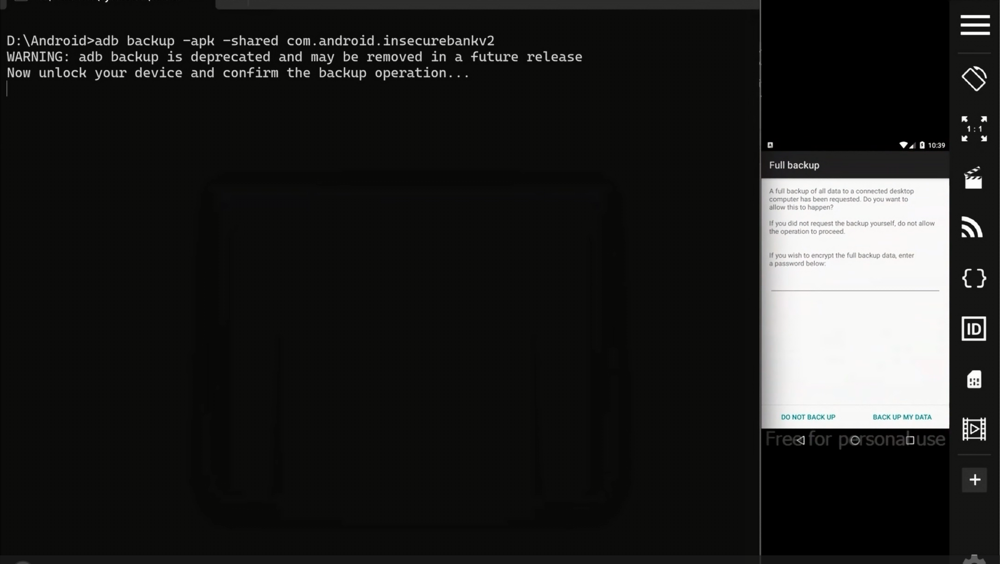 D:\Android>adb backup -apk -shared com.android.insecurebankv2
WARNING: adb backup is deprecated and may be removed in a future release
Now unlock your device and confirm the backup operation...
10:39
Full backup
A full backup of all data to a connected desktop
computer has been requested. Do you want to
allow this to happen?
If you did not request the backup yourself, do not allow
the operation to proceed.
If you wish to encrypt the full backup data, enter
a password below:
DO NOT BACK UP
BACK UP MY DATA
Free for personal use
1:1
ID